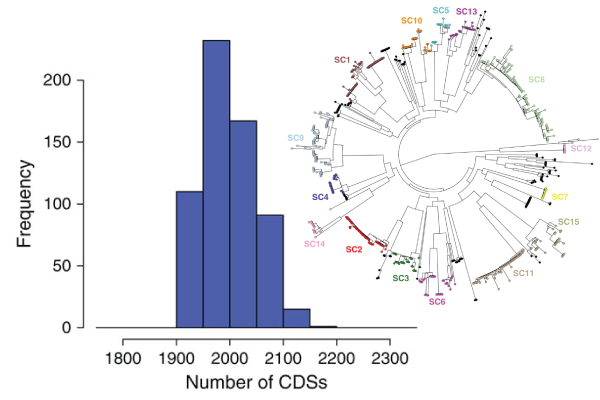 SC5
SC13
SC10
SC1
SC8
SC9
SC12
SC4
SC7
SC14
SC2
SC15
SC3
SC11
SC6
Frequency
200
150
100
50
0
1800 1900 2000 2100 2200 2300
Number of CDSs